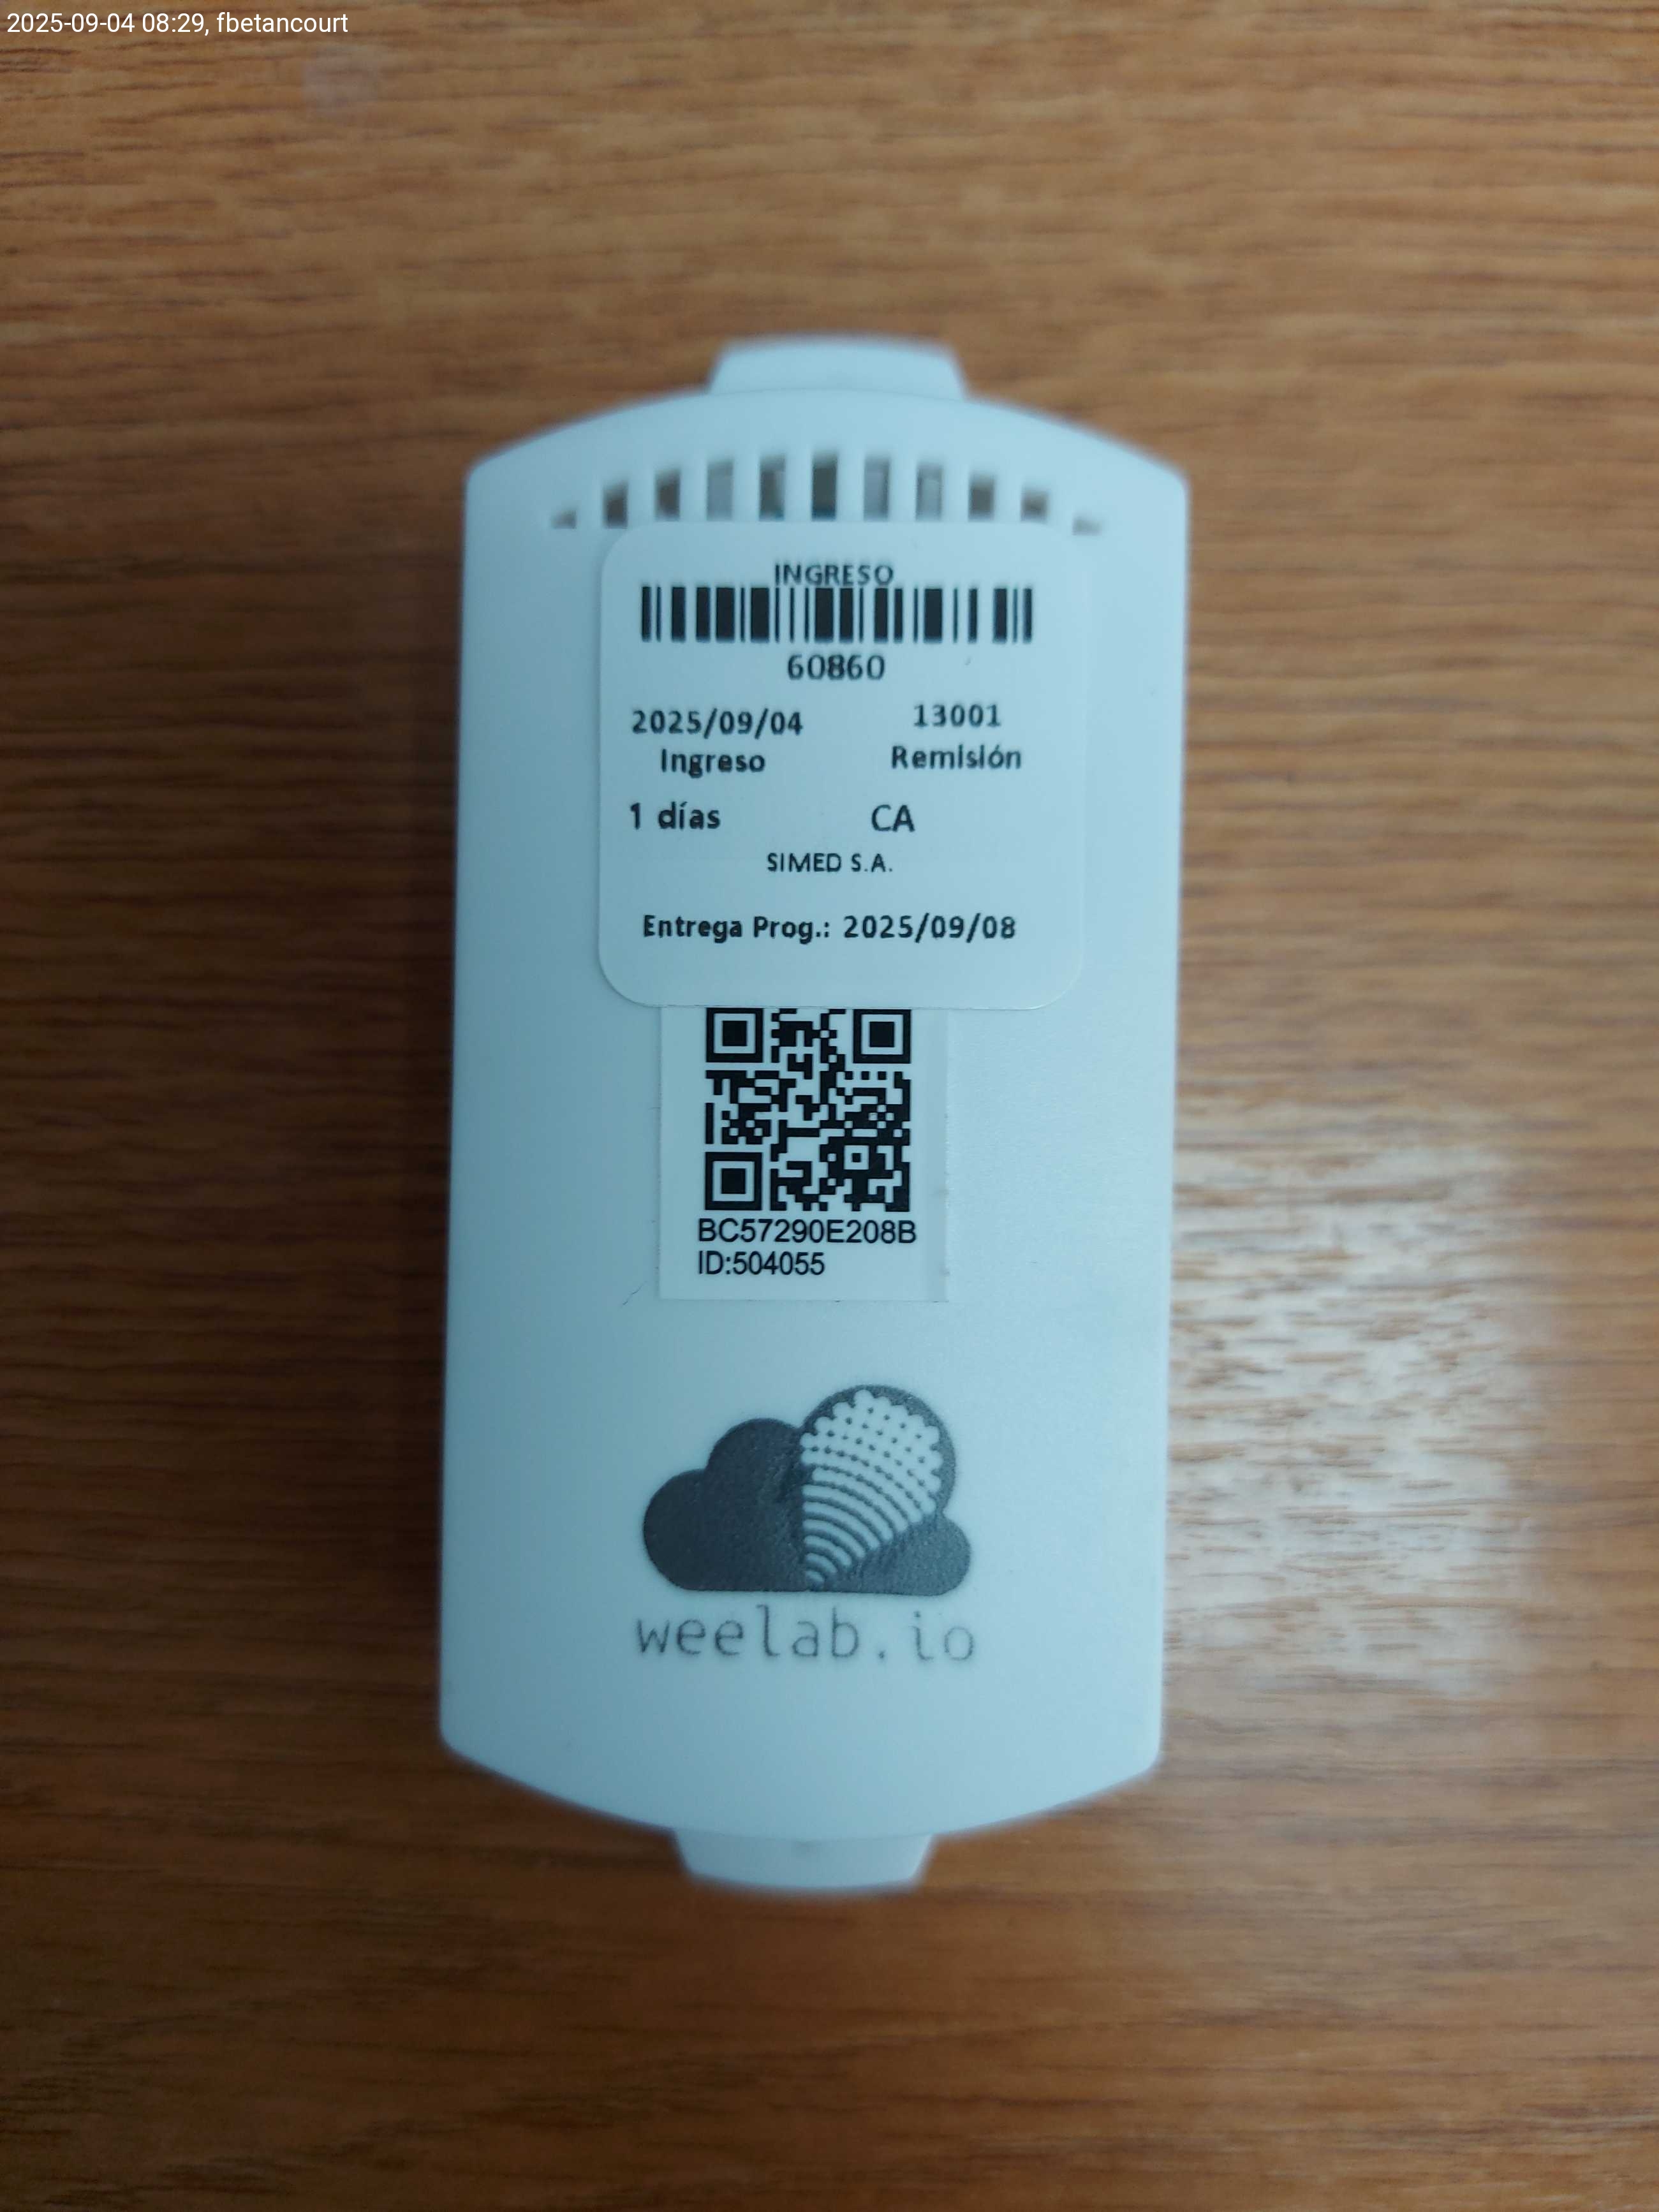 2025-09-04 08:29, fbetancourt
INGRESO
60860
2025/09/04 13001
Ingreso Remisión
1 días CA
SIMED S.A.
Entrega Prog.: 2025/09/08
BC57290E208B
ID:504055
weelab.io